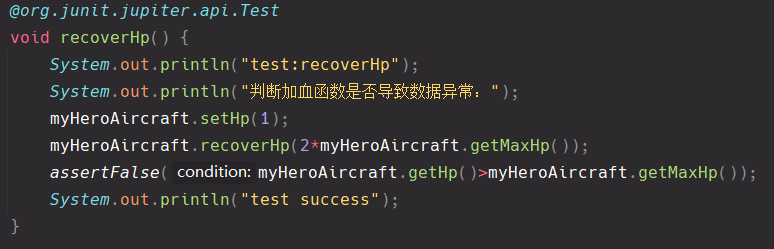 @org.junit.jupiter.api.Test
void recoverHp() {
    System.out.println("test:recoverHp");
    System.out.println("判断加血函数是否导致数据异常：");
    myHeroAircraft.setHp(1);
    myHeroAircraft.recoverHp(2*myHeroAircraft.getMaxHp());
    assertFalse( condition: myHeroAircraft.getHp()>myHeroAircraft.getMaxHp());
    System.out.println("test success");
}